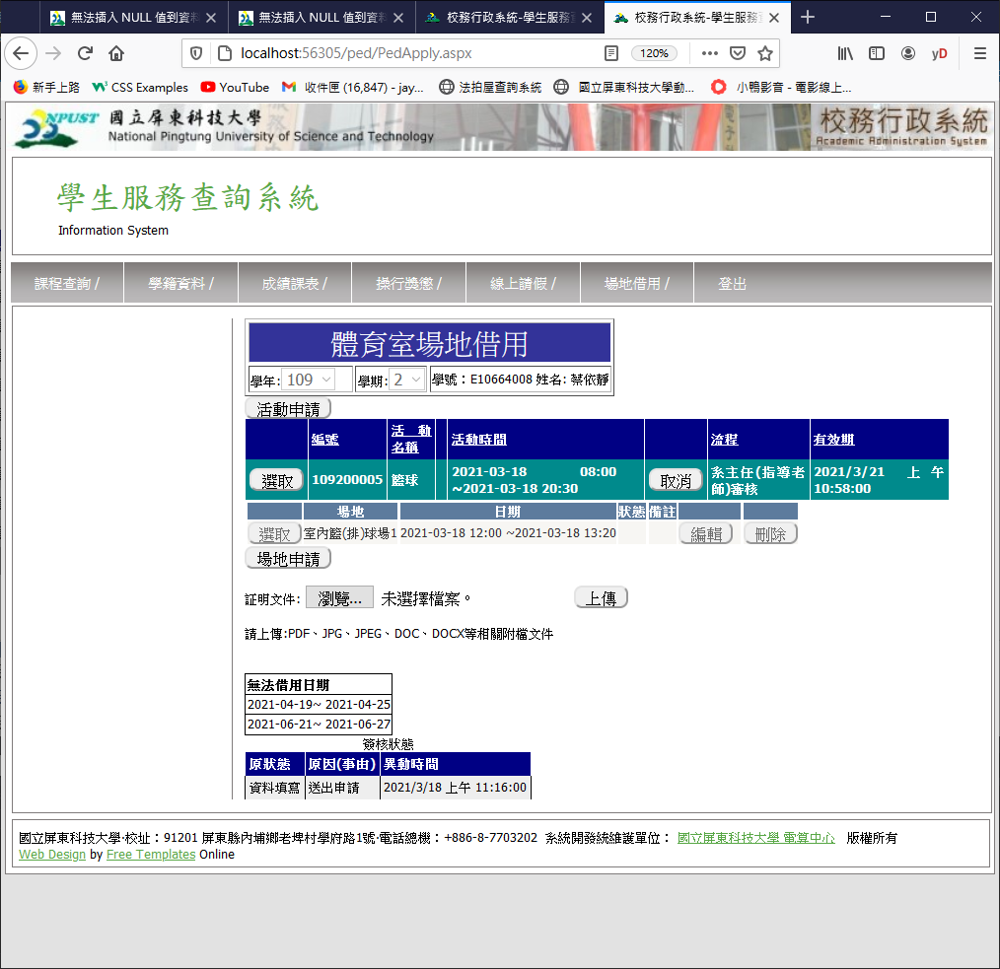 無法插入 NULL 值到資料
無法插入 NULL 值到資料
校務行政系統-學生服務
校務行政系統-學生服務
localhost:56305/ped/PedApply.aspx
120%
yD
新手上路
CSS Examples
YouTube
收件匣 (16,847) - jay...
法拍屋查詢系統
國立屏東科技大學動...
小鴨影音 - 電影線上...
NPUST
國立屏東科技大學
National Pingtung University of Science and Technology
校務行政系統
Academic Administration System
學生服務查詢系統
Information System
課程查詢 / 學籍資料 / 成績課表 / 操行獎懲 / 線上請假 / 場地借用 / 登出
體育室場地借用
學年: 109 學期: 2 學號：E10664008 姓名: 蔡依靜
活動申請
編號 活動名稱 活動時間 流程 有效期
選取 109200005 籃球 2021-03-18 08:00 ~2021-03-18 20:30 取消 系主任(指導老師)審核 2021/3/21 上午 10:58:00
場地 日期 狀態 備註
選取 室內籃(排)球場1 2021-03-18 12:00 ~2021-03-18 13:20 編輯 刪除
場地申請
証明文件: 瀏覽... 未選擇檔案。 上傳
請上傳:PDF、JPG、JPEG、DOC、DOCX等相關附檔文件
無法借用日期
2021-04-19~ 2021-04-25
2021-06-21~ 2021-06-27
簽核狀態
原狀態 原因(事由) 異動時間
資料填寫 送出申請 2021/3/18 上午 11:16:00
國立屏東科技大學‧校址：91201 屏東縣內埔鄉老埤村學府路1號‧電話總機：+886-8-7703202 系統開發統維護單位： 國立屏東科技大學 電算中心 版權所有
Web Design by Free Templates Online